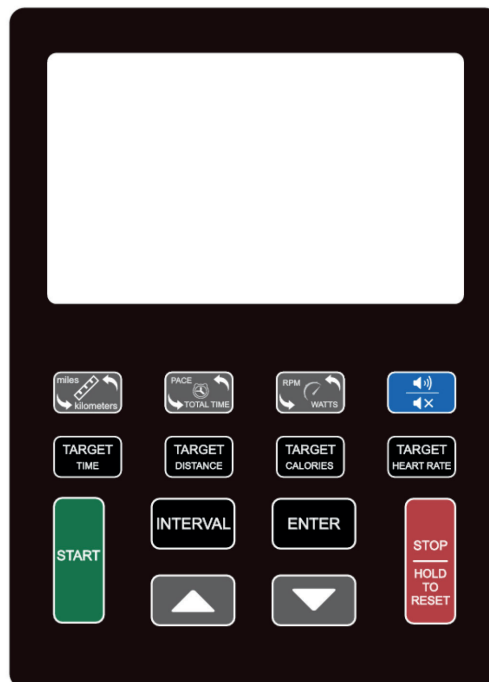 miles
kilometers
PACE
TOTAL TIME
RPM
WATTS
TARGET
TIME
TARGET
DISTANCE
TARGET
CALORIES
TARGET
HEART RATE
START
INTERVAL
ENTER
STOP
HOLD
TO
RESET